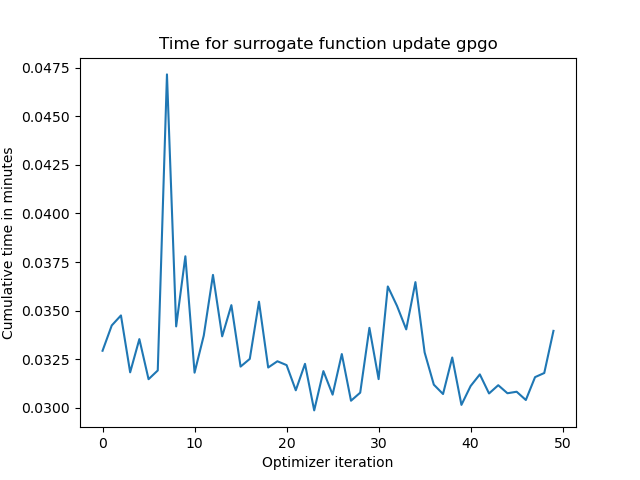 Time for surrogate function update gpgo
0.0475
0.0450
0.0425
0.0400
0.0375
0.0350
0.0325
0.0300
Cumulative time in minutes
0 10 20 30 40 50
Optimizer iteration